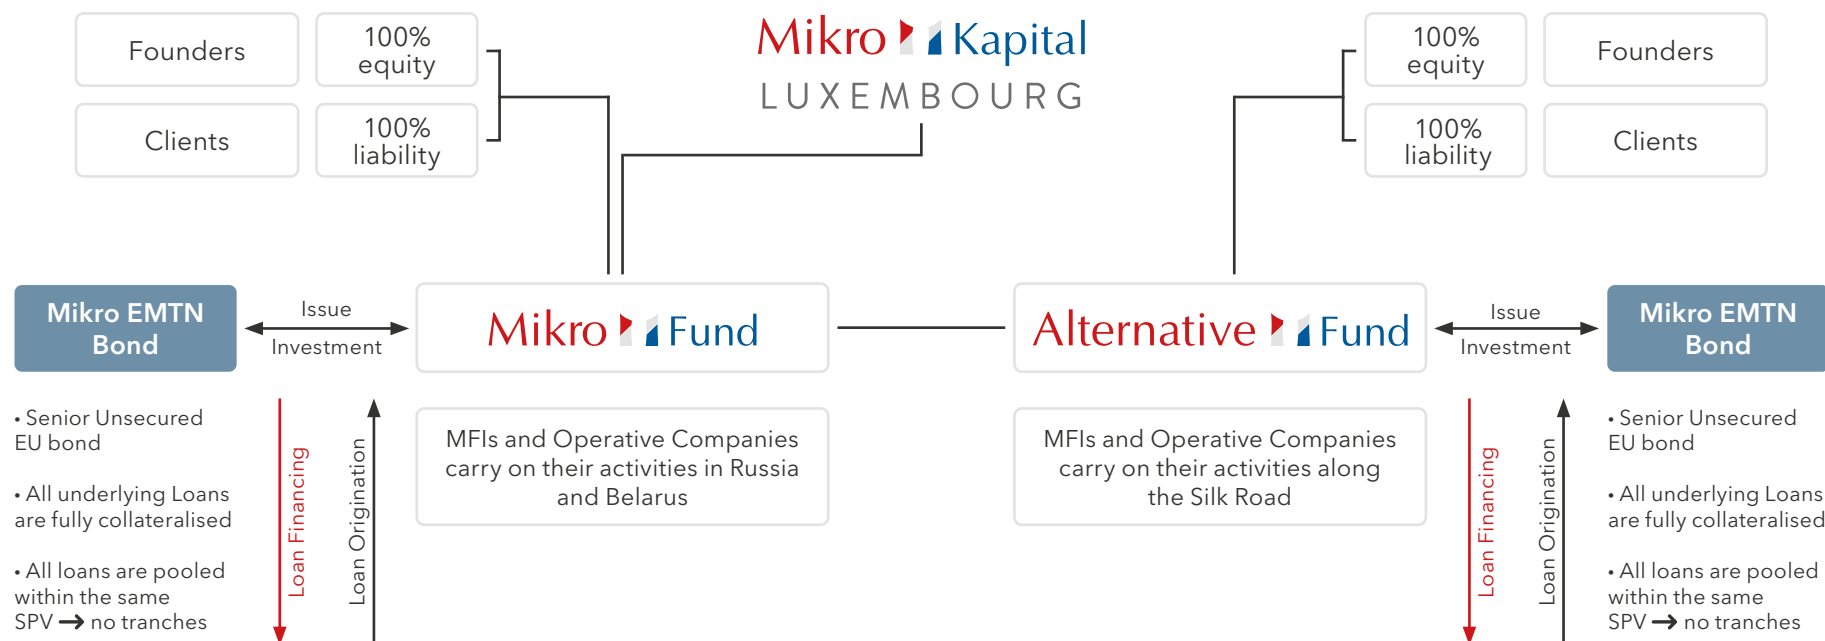 Founders
100%
equity
Clients
100%
liability
Mikro Kapital
LUXEMBOURG
100%
equity
Founders
100%
liability
Clients
Mikro EMTN
Bond
Issue
Investment
Mikro Fund
Alternative Fund
Issue
Investment
Mikro EMTN
Bond
• Senior Unsecured
EU bond
• All underlying Loans
are fully collateralised
• All loans are pooled
within the same
SPV → no tranches
Loan Financing
Loan Origination
MFIs and Operative Companies
carry on their activities in Russia
and Belarus
MFIs and Operative Companies
carry on their activities along
the Silk Road
Loan Financing
Loan Origination
• Senior Unsecured
EU bond
• All underlying Loans
are fully collateralised
• All loans are pooled
within the same
SPV → no tranches